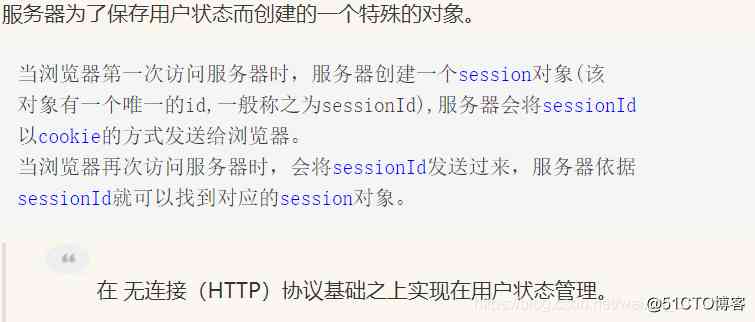 服务器为了保存用户状态而创建的一个特殊的对象。
当浏览器第一次访问服务器时，服务器创建一个session对象(该
对象有一个唯一的id,一般称之为sessionId),服务器会将sessionId
以cookie的方式发送给浏览器。
当浏览器再次访问服务器时，会将sessionId发送过来，服务器依据
sessionId就可以找到对应的session对象。
在 无连接（HTTP）协议基础之上实现在用户状态管理。
@51CTO博客